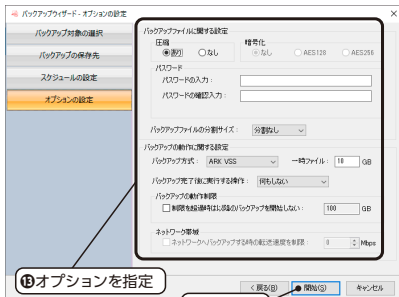 バックアップウィザード - オプションの設定
バックアップ対象の選択
バックアップの保存先
スケジュールの設定
オプションの設定
バックアップファイルに関する設定
圧縮
あり なし
暗号化
なし AES128 AES256
パスワード
パスワードの入力:
パスワードの確認入力:
バックアップファイルの分割サイズ: 分割なし
バックアップの動作に関する設定
バックアップ方式: ARK VSS 一時ファイル: 10 GB
バックアップ完了後に実行する操作: 何もしない
バックアップの動作制限
制限を超過時は以降のバックアップを開始しない: 100 GB
ネットワーク帯域
ネットワークへバックアップする時の転送速度を制限: 0 Mbps
⓭オプションを指定
< 戻る(B) 開始(S) キャンセル